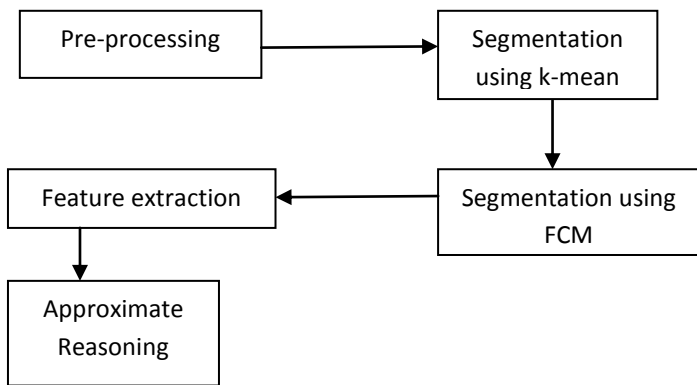 Pre-processing
Segmentation
using k-mean
Segmentation using
FCM
Feature extraction
Approximate
Reasoning